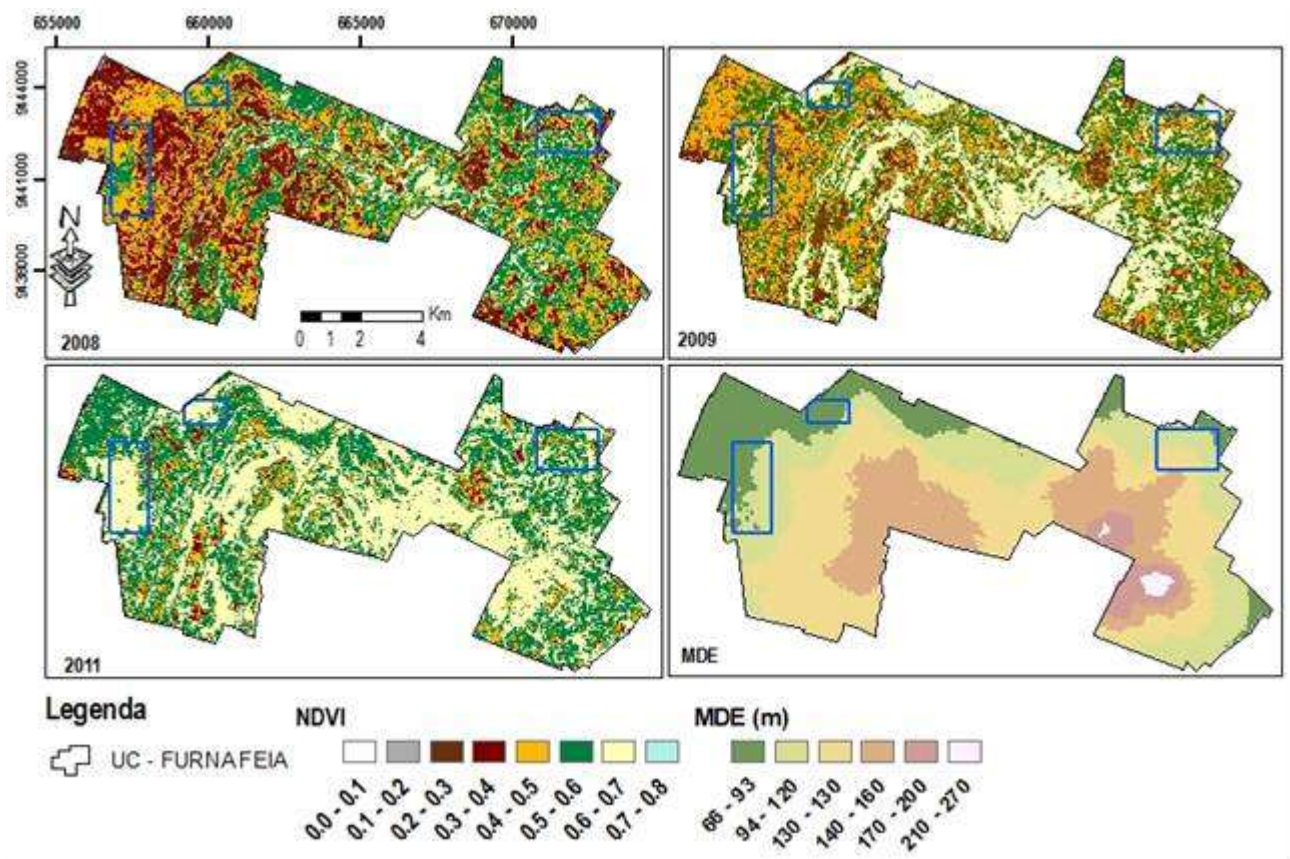 655000 660000 665000 670000
9444000
9441000
9438000
N
Km
0 1 2 4
2008
2009
2011
MDE
Legenda
UC - FURNAFEIA
NDVI
0.0 - 0.1
0.1 - 0.2
0.2 - 0.3
0.3 - 0.4
0.4 - 0.5
0.5 - 0.6
0.6 - 0.7
0.7 - 0.8
MDE (m)
66 - 93
94 - 120
130 - 130
140 - 160
170 - 200
210 - 270